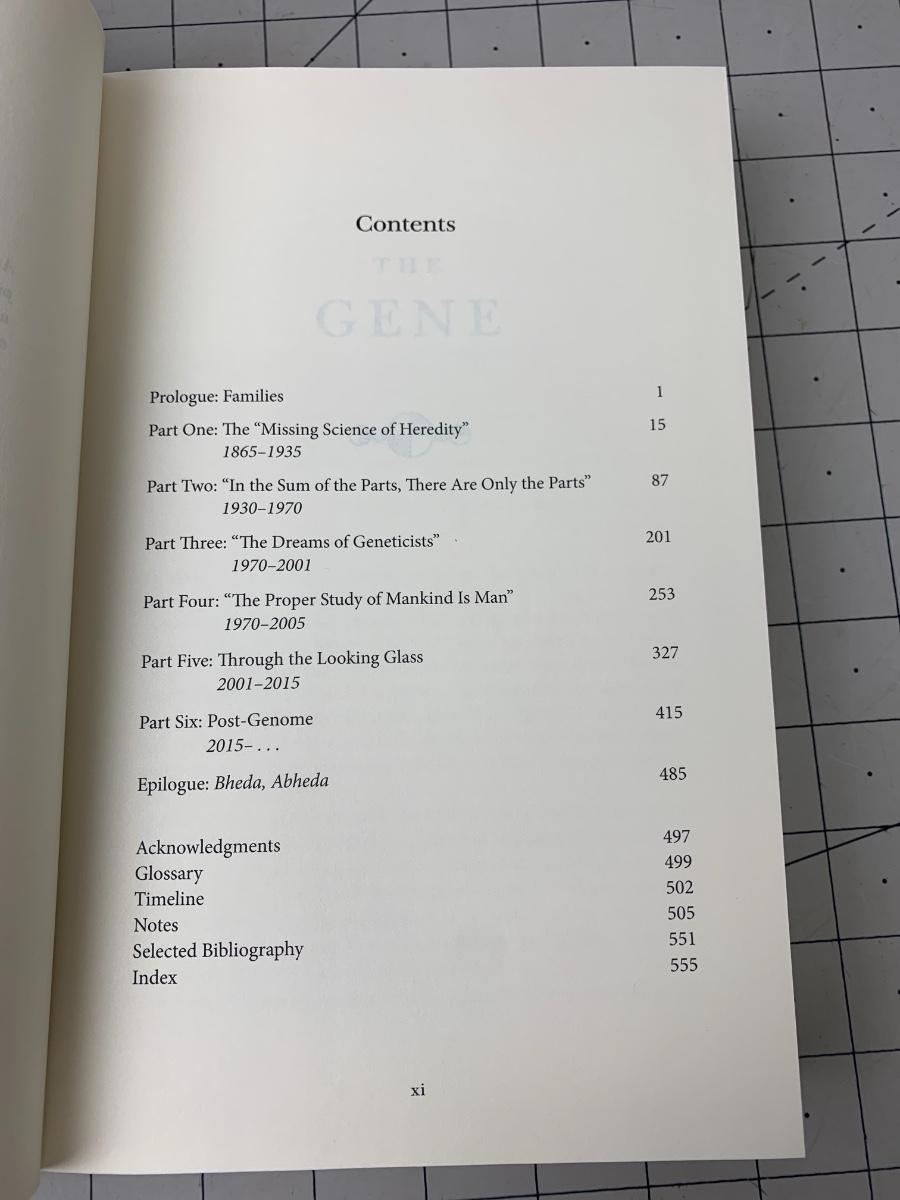 Contents
THE
GENE
Prologue: Families 1
Part One: The “Missing Science of Heredity” 15
1865–1935
Part Two: “In the Sum of the Parts, There Are Only the Parts” 87
1930–1970
Part Three: “The Dreams of Geneticists” 201
1970–2001
Part Four: “The Proper Study of Mankind Is Man” 253
1970–2005
Part Five: Through the Looking Glass 327
2001–2015
Part Six: Post-Genome 415
2015– . . .
Epilogue: Bheda, Abheda 485
Acknowledgments 497
Glossary 499
Timeline 502
Notes 505
Selected Bibliography 551
Index 555
xi